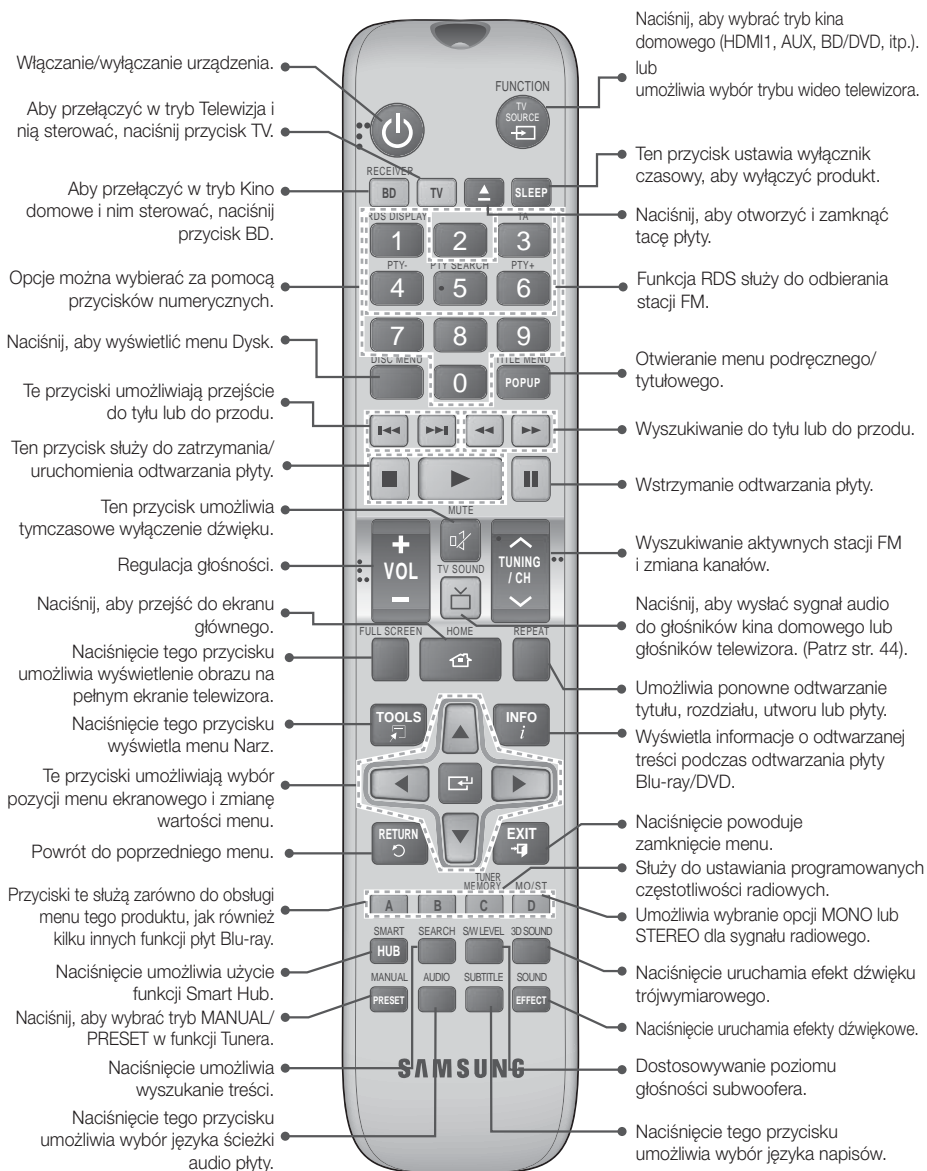 Włączanie/wyłączanie urządzenia.
Aby przełączyć w tryb Telewizja i
nią sterować, naciśnij przycisk TV.
Aby przełączyć w tryb Kino
domowe i nim sterować, naciśnij
przycisk BD.
Opcje można wybierać za pomocą
przycisków numerycznych.
Naciśnij, aby wyświetlić menu Dysk.
Te przyciski umożliwiają przejście
do tyłu lub do przodu.
Ten przycisk służy do zatrzymania/
uruchomienia odtwarzania płyty.
Ten przycisk umożliwia
tymczasowe wyłączenie dźwięku.
Regulacja głośności.
Naciśnij, aby przejść do ekranu
głównego.
Naciśnięcie tego przycisku
umożliwia wyświetlenie obrazu na
pełnym ekranie telewizora.
Naciśnięcie tego przycisku
wyświetla menu Narz.
Te przyciski umożliwiają wybór
pozycji menu ekranowego i zmianę
wartości menu.
Powrót do poprzedniego menu.
Przyciski te służą zarówno do obsługi
menu tego produktu, jak również
kilku innych funkcji płyt Blu-ray.
Naciśnięcie umożliwia użycie
funkcji Smart Hub.
Naciśnij, aby wybrać tryb MANUAL/
PRESET w funkcji Tunera.
Naciśnięcie umożliwia
wyszukanie treści.
Naciśnięcie tego przycisku
umożliwia wybór języka ścieżki
audio płyty.
FUNCTION
TV
SOURCE
RECEIVER
BD TV SLEEP
RDS DISPLAY TA
1 2 3
PTY- PTY SEARCH PTY+
4 5 6
7 8 9
DISC MENU TITLE MENU
0 POPUP
MUTE
+
VOL
−
TV SOUND
TUNING
/ CH
FULL SCREEN HOME REPEAT
TOOLS INFO
i
RETURN EXIT
TUNER
MEMORY MO/ST
A B C D
SMART SEARCH S/W LEVEL 3D SOUND
HUB
MANUAL AUDIO SUBTITLE SOUND
PRESET EFFECT
SAMSUNG
Naciśnij, aby wybrać tryb kina
domowego (HDMI1, AUX, BD/DVD, itp.).
lub
umożliwia wybór trybu wideo telewizora.
Ten przycisk ustawia wyłącznik
czasowy, aby wyłączyć produkt.
Naciśnij, aby otworzyć i zamknąć
tacę płyty.
Funkcja RDS służy do odbierania
stacji FM.
Otwieranie menu podręcznego/
tytułowego.
Wyszukiwanie do tyłu lub do przodu.
Wstrzymanie odtwarzania płyty.
Wyszukiwanie aktywnych stacji FM
i zmiana kanałów.
Naciśnij, aby wysłać sygnał audio
do głośników kina domowego lub
głośników telewizora. (Patrz str. 44).
Umożliwia ponowne odtwarzanie
tytułu, rozdziału, utworu lub płyty.
Wyświetla informacje o odtwarzanej
treści podczas odtwarzania płyty
Blu-ray/DVD.
Naciśnięcie powoduje
zamknięcie menu.
Służy do ustawiania programowanych
częstotliwości radiowych.
Umożliwia wybranie opcji MONO lub
STEREO dla sygnału radiowego.
Naciśnięcie uruchamia efekt dźwięku
trójwymiarowego.
Naciśnięcie uruchamia efekty dźwiękowe.
Dostosowywanie poziomu
głośności subwoofera.
Naciśnięcie tego przycisku
umożliwia wybór języka napisów.